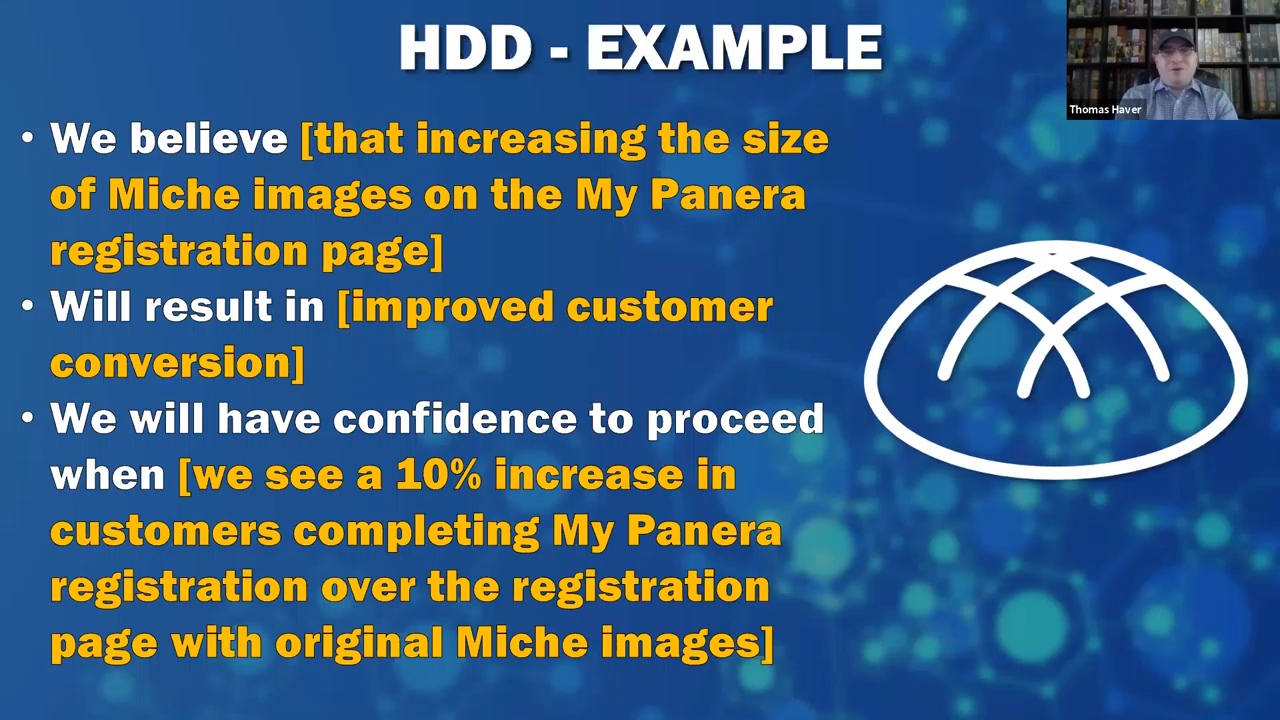 HDD - EXAMPLE
Thomas Haver
• We believe [that increasing the size
of Miche images on the My Panera
registration page]
• Will result in [improved customer
conversion]
• We will have confidence to proceed
when [we see a 10% increase in
customers completing My Panera
registration over the registration
page with original Miche images]